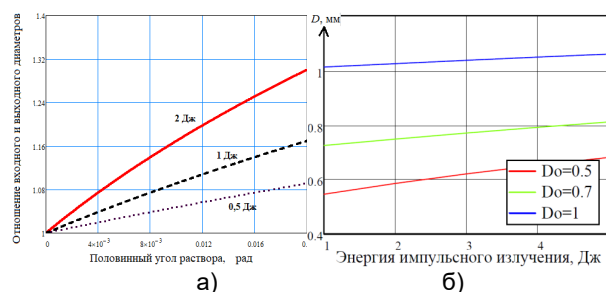 Отношение входного и выходного диаметров
1.4
1.32
1.24
1.16
1.08
1
2 Дж
1 Дж
0,5 Дж
0 4×10⁻³ 8×10⁻³ 0.012 0.016 0.
Половинный угол раствора, рад
а)
D, мм
1
0.8
0.6
0.4
Do=0.5
Do=0.7
Do=1
1 2 3 4
Энергия импульсного излучения, Дж
б)